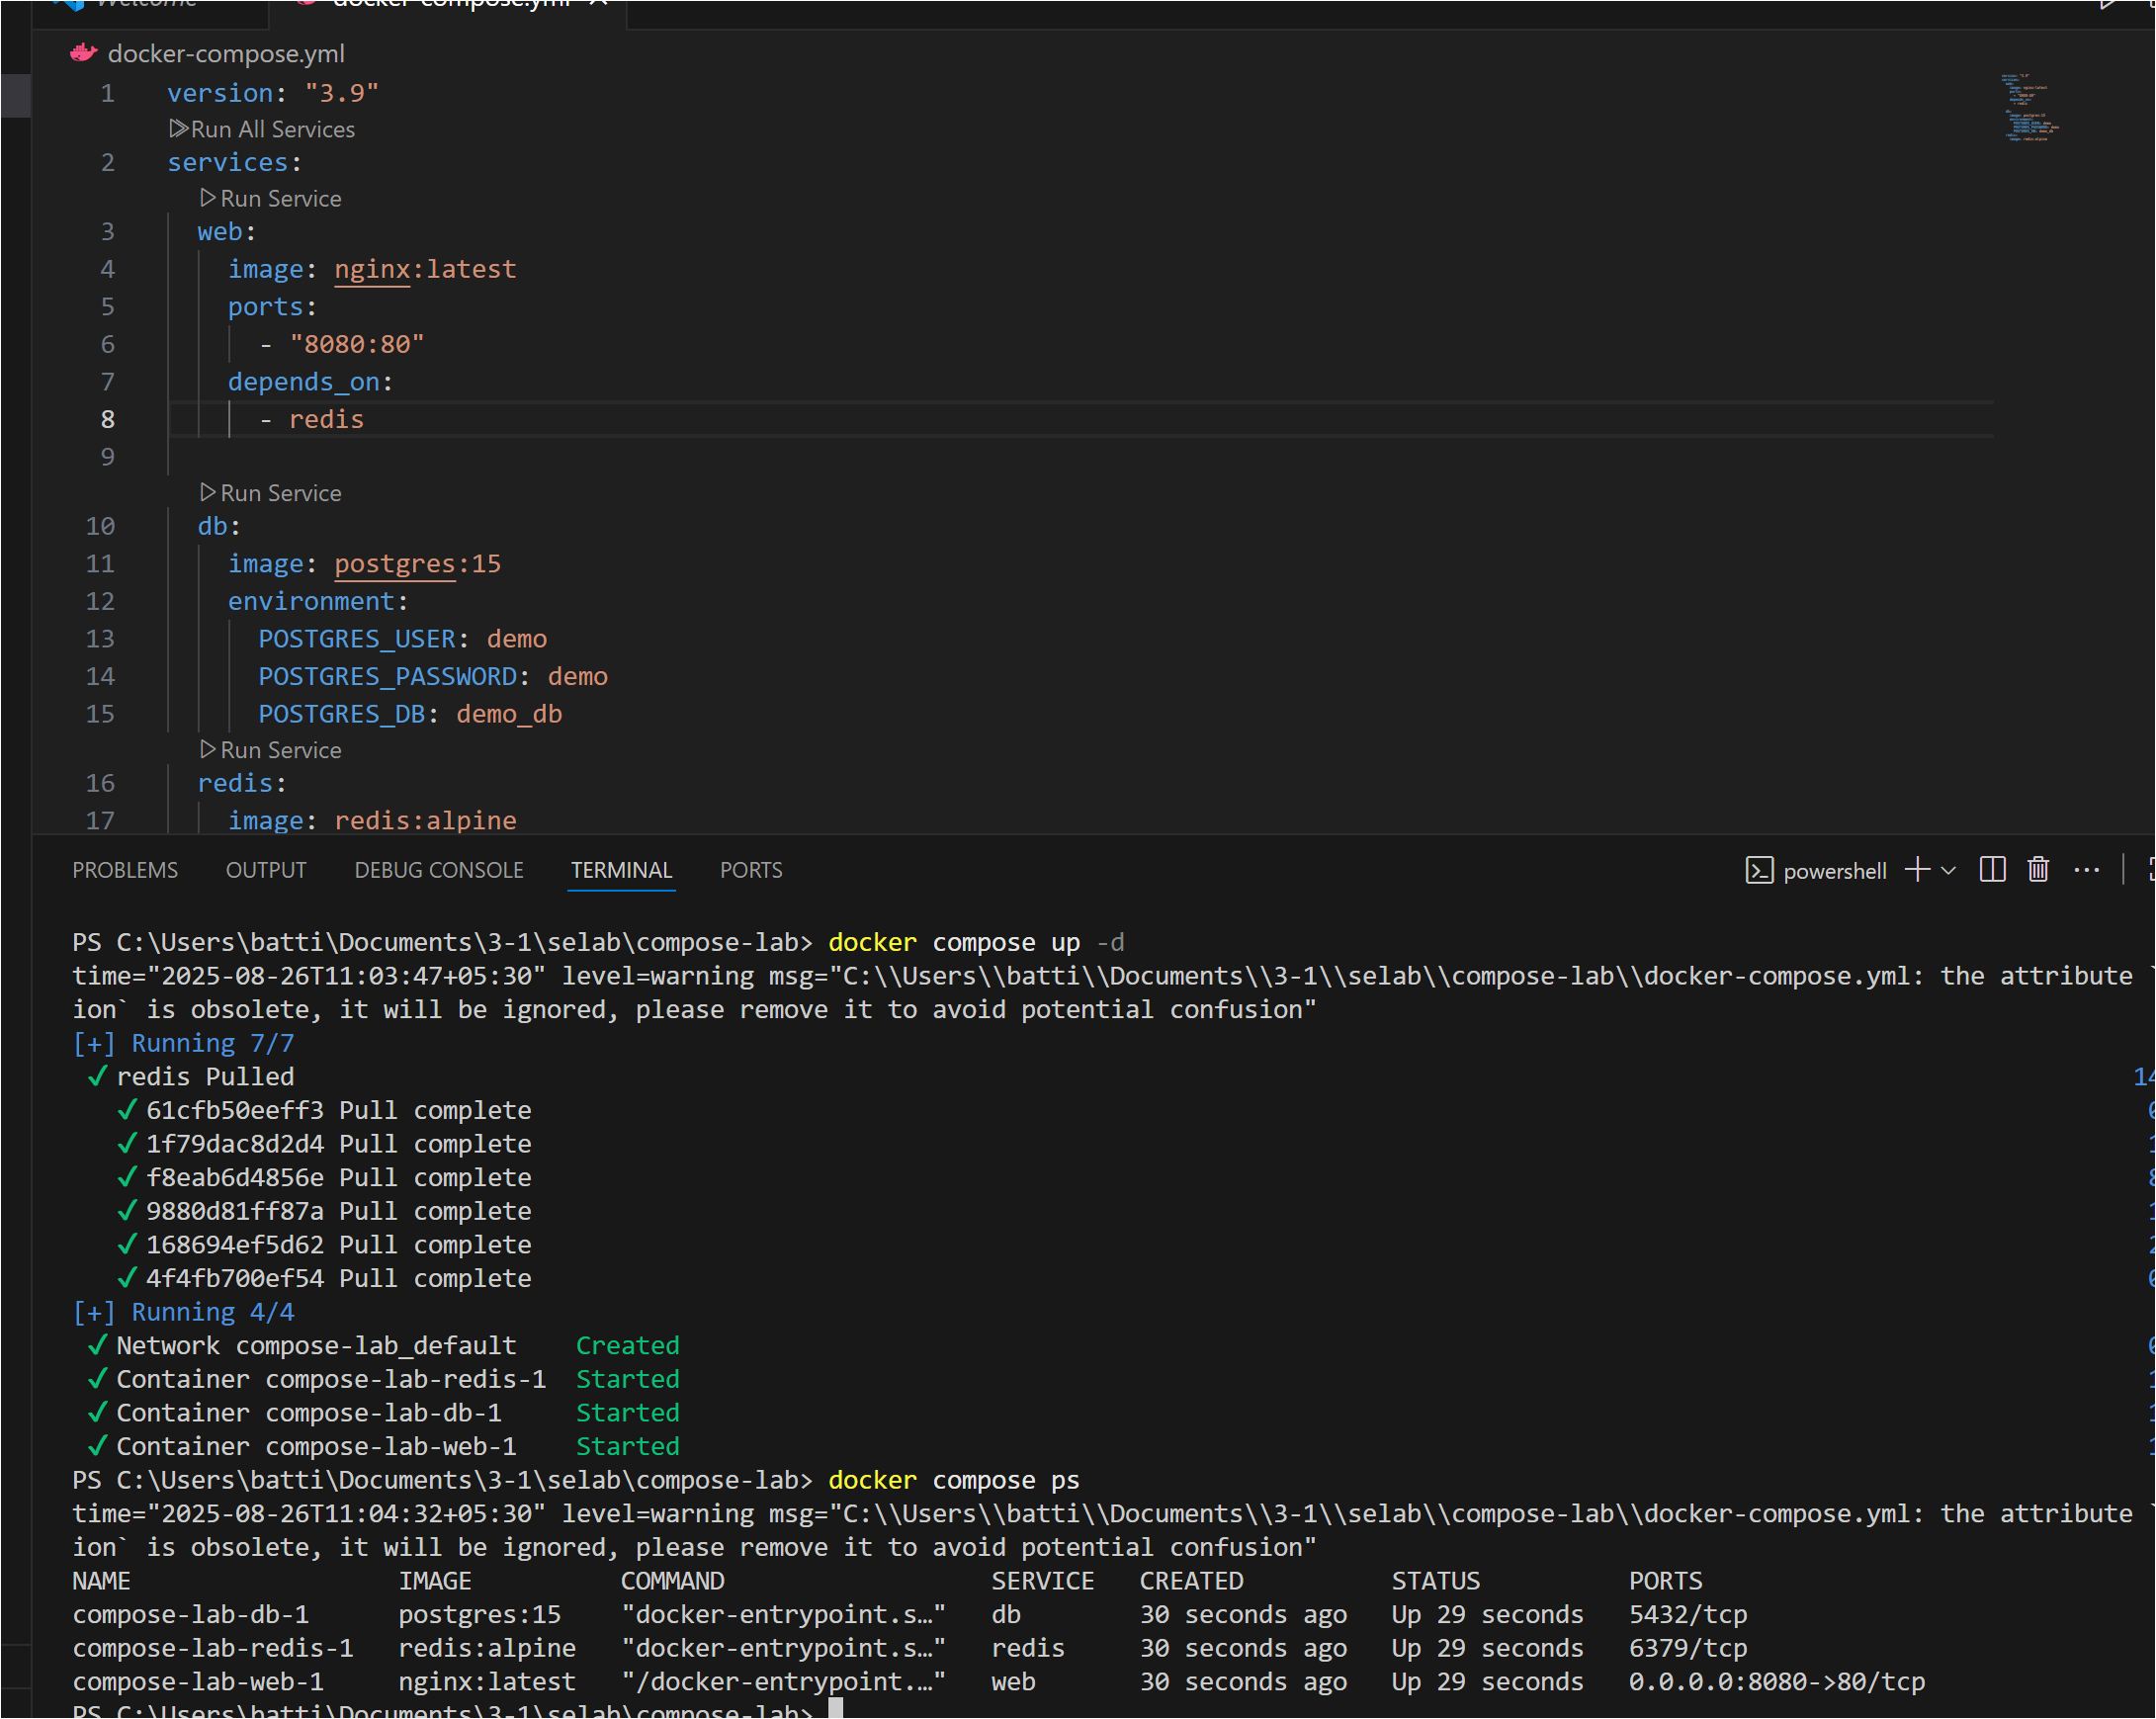 Welcome docker-compose.yml
docker-compose.yml
1 version: "3.9"
Run All Services
2 services:
Run Service
3 web:
4 image: nginx:latest
5 ports:
6 - "8080:80"
7 depends_on:
8 - redis
9
Run Service
10 db:
11 image: postgres:15
12 environment:
13 POSTGRES_USER: demo
14 POSTGRES_PASSWORD: demo
15 POSTGRES_DB: demo_db
Run Service
16 redis:
17 image: redis:alpine
PROBLEMS OUTPUT DEBUG CONSOLE TERMINAL PORTS powershell
PS C:\Users\batti\Documents\3-1\selab\compose-lab> docker compose up -d
time="2025-08-26T11:03:47+05:30" level=warning msg="C:\\Users\\batti\\Documents\\3-1\\selab\\compose-lab\\docker-compose.yml: the attribute `
ion` is obsolete, it will be ignored, please remove it to avoid potential confusion"
[+] Running 7/7
✔ redis Pulled 14
✔ 61cfb50eeff3 Pull complete
✔ 1f79dac8d2d4 Pull complete
✔ f8eab6d4856e Pull complete
✔ 9880d81ff87a Pull complete
✔ 168694ef5d62 Pull complete
✔ 4f4fb700ef54 Pull complete
[+] Running 4/4
✔ Network compose-lab_default Created
✔ Container compose-lab-redis-1 Started
✔ Container compose-lab-db-1 Started
✔ Container compose-lab-web-1 Started
PS C:\Users\batti\Documents\3-1\selab\compose-lab> docker compose ps
time="2025-08-26T11:04:32+05:30" level=warning msg="C:\\Users\\batti\\Documents\\3-1\\selab\\compose-lab\\docker-compose.yml: the attribute `
ion` is obsolete, it will be ignored, please remove it to avoid potential confusion"
NAME IMAGE COMMAND SERVICE CREATED STATUS PORTS
compose-lab-db-1 postgres:15 "docker-entrypoint.s…" db 30 seconds ago Up 29 seconds 5432/tcp
compose-lab-redis-1 redis:alpine "docker-entrypoint.s…" redis 30 seconds ago Up 29 seconds 6379/tcp
compose-lab-web-1 nginx:latest "/docker-entrypoint.…" web 30 seconds ago Up 29 seconds 0.0.0.0:8080->80/tcp
PS C:\Users\batti\Documents\3-1\selab\compose-lab>